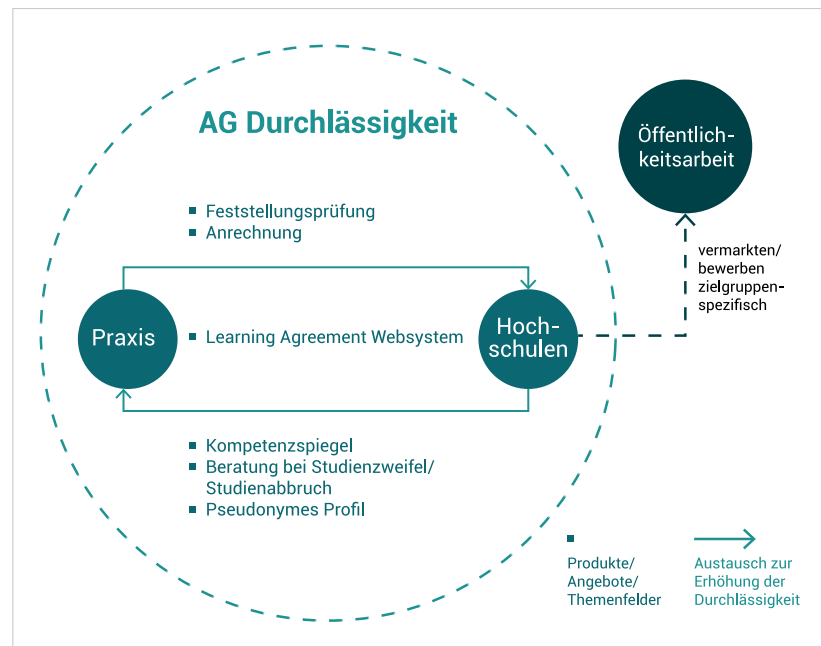 AG Durchlässigkeit
Öffentlich-
keitsarbeit
Feststellungsprüfung
Anrechnung
vermarkten/
bewerben
zielgruppen-
spezifisch
Praxis
Learning Agreement Websystem
Hoch-
schulen
Kompetenzspiegel
Beratung bei Studienzweifel/
Studienabbruch
Pseudonymes Profil
Produkte/
Angebote/
Themenfelder
Austausch zur
Erhöhung der
Durchlässigkeit